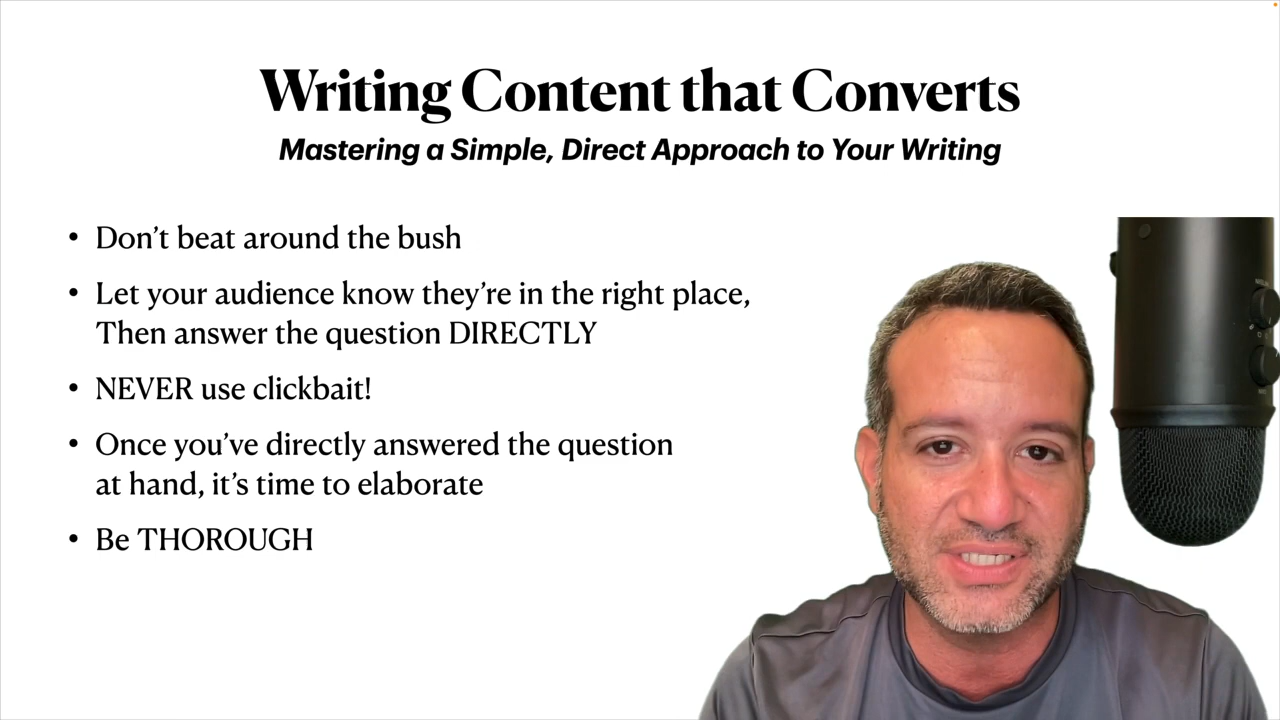 Writing Content that Converts
Mastering a Simple, Direct Approach to Your Writing
• Don’t beat around the bush
• Let your audience know they’re in the right place,
Then answer the question DIRECTLY
• NEVER use clickbait!
• Once you’ve directly answered the question
at hand, it’s time to elaborate
• Be THOROUGH